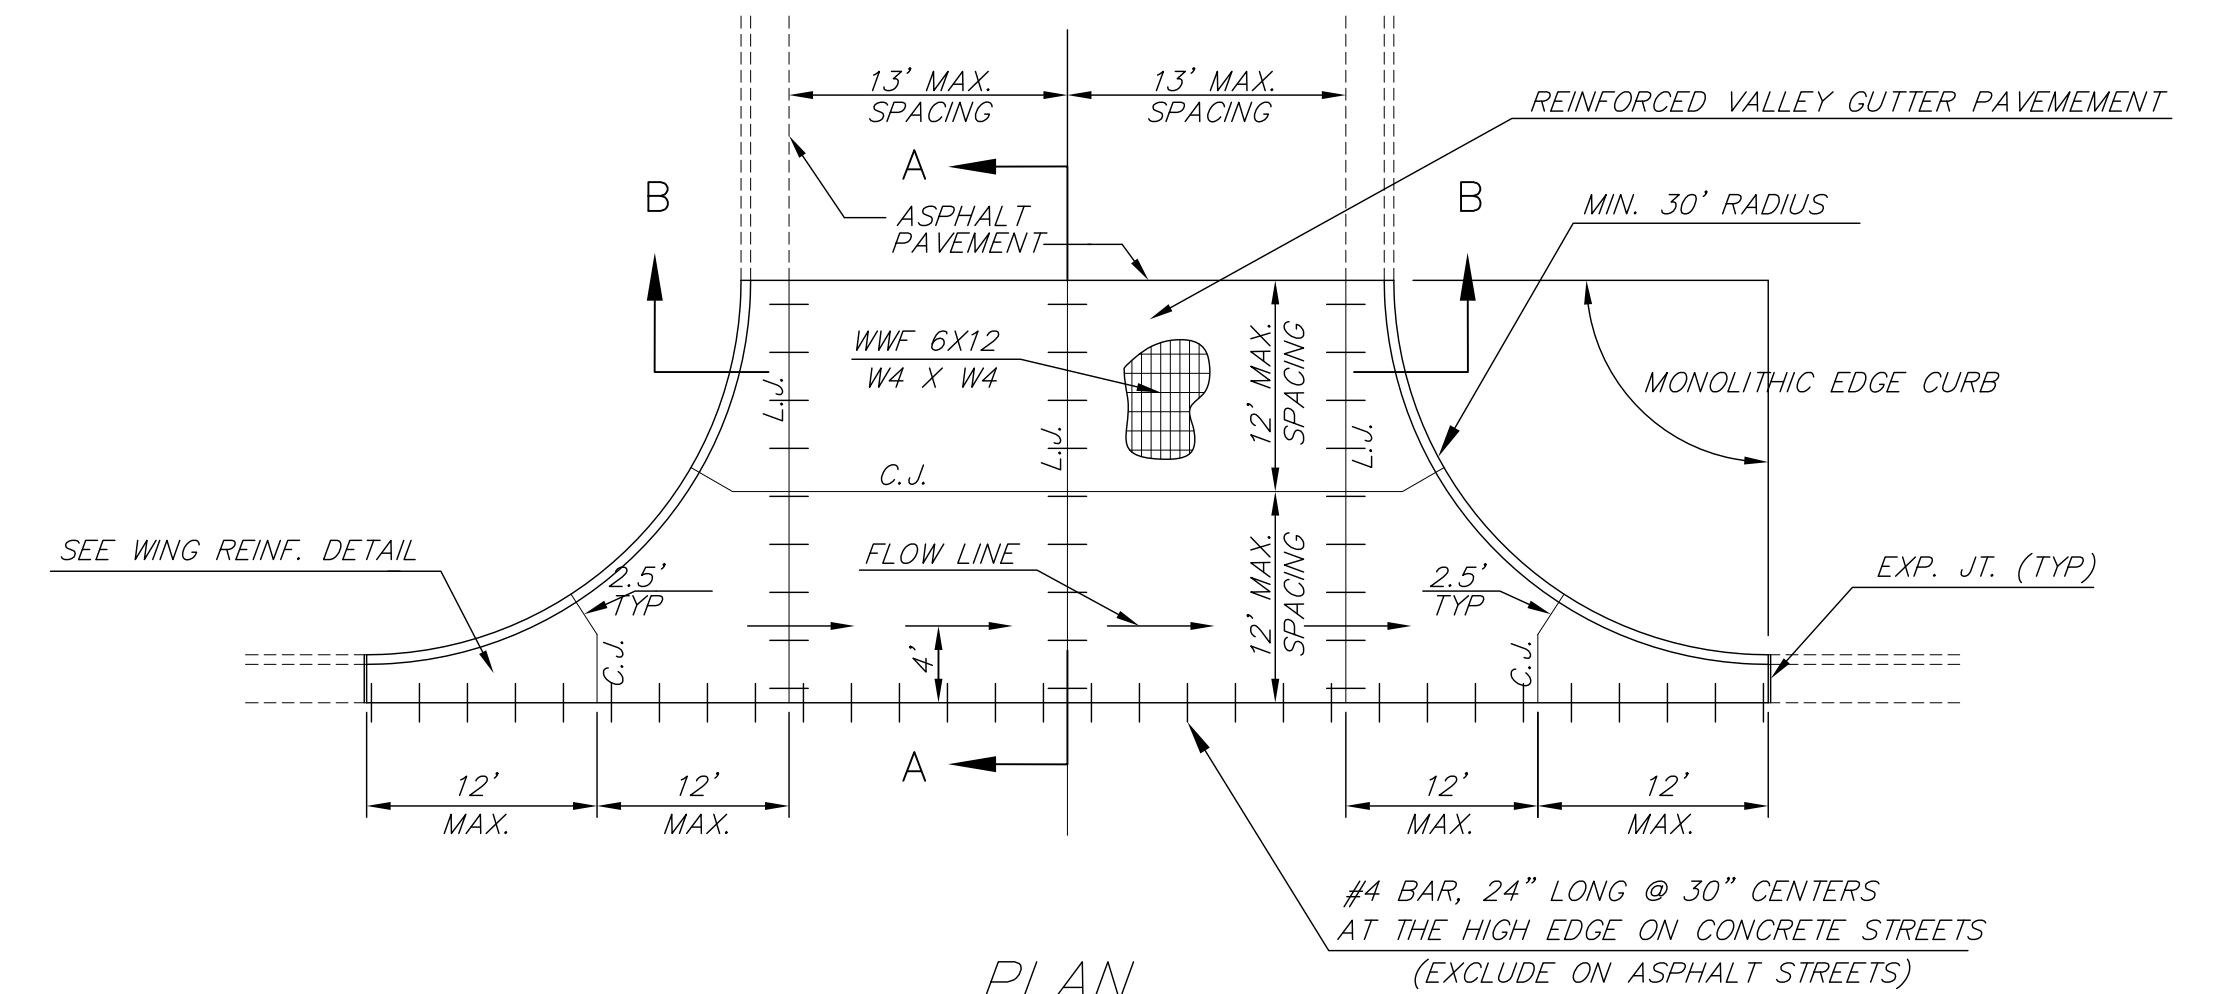 13' MAX.
SPACING
13' MAX.
SPACING
REINFORCED VALLEY GUTTER PAVEMEMENT
A
B
ASPHALT
PAVEMENT
B
MIN. 30' RADIUS
WWF 6X12
W4 X W4
12' MAX.
SPACING
MONOLITHIC EDGE CURB
L.J.
L.J.
L.J.
C.J.
SEE WING REINF. DETAIL
2.5'
TYP
FLOW LINE
12' MAX.
SPACING
2.5'
TYP
EXP. JT. (TYP)
C.J.
4'
C.J.
12'
MAX.
12'
MAX.
A
12'
MAX.
12'
MAX.
#4 BAR, 24" LONG @ 30" CENTERS
AT THE HIGH EDGE ON CONCRETE STREETS
(EXCLUDE ON ASPHALT STREETS)
PLAN